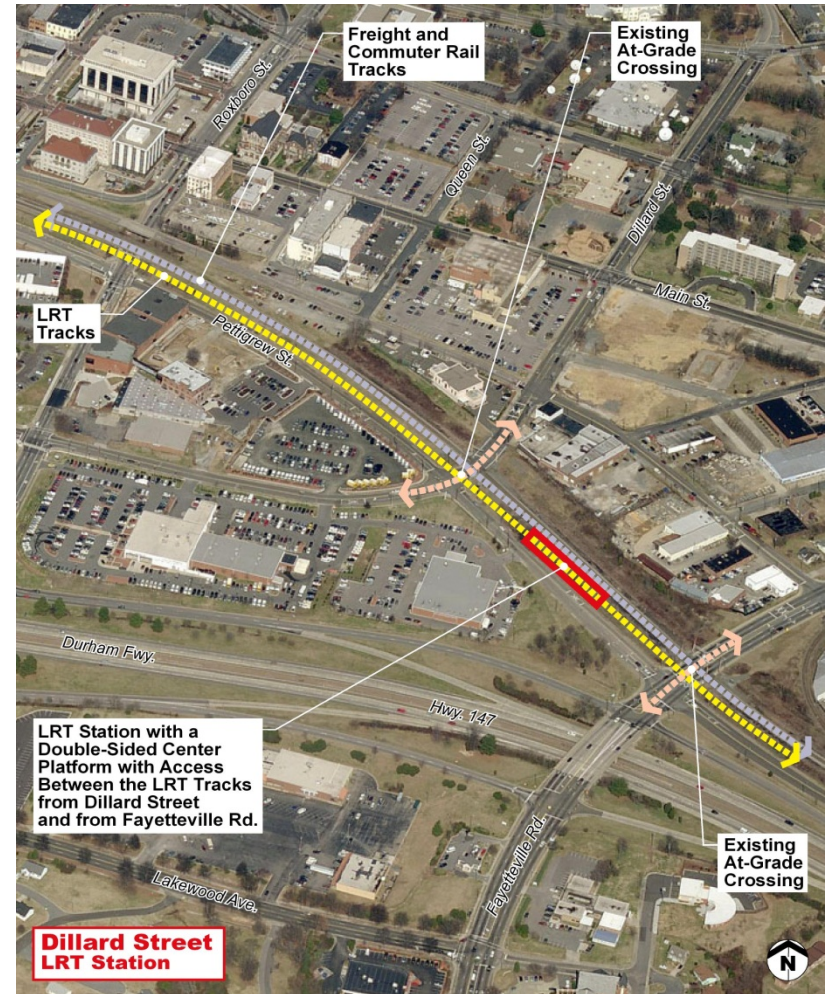 Freight and
Commuter Rail
Tracks
Existing
At-Grade
Crossing
Roxboro St.
Queen St.
Dillard St.
Main St.
LRT
Tracks
Pettigrew St.
Durham Fwy.
Hwy. 147
LRT Station with a
Double-Sided Center
Platform with Access
Between the LRT Tracks
from Dillard Street
and from Fayetteville Rd.
Fayetteville Rd.
Existing
At-Grade
Crossing
Lakewood Ave.
Dillard Street
LRT Station
N